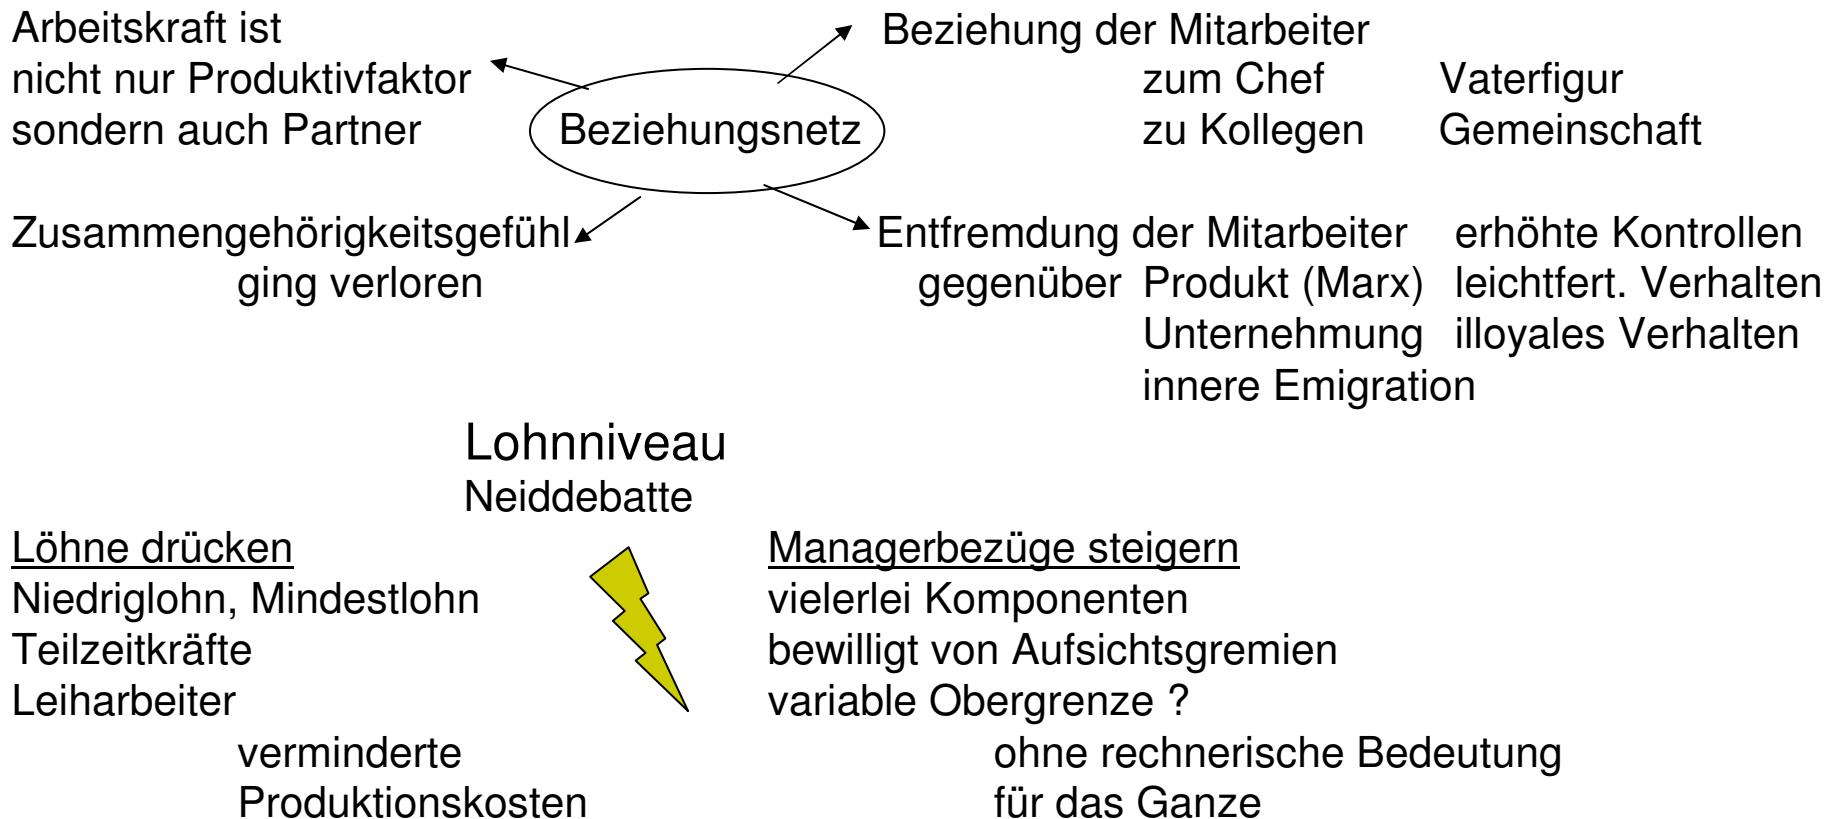 Arbeitskraft ist
nicht nur Produktivfaktor
sondern auch Partner
Beziehungsnetz
Beziehung der Mitarbeiter
zum Chef Vaterfigur
zu Kollegen Gemeinschaft
Zusammengehörigkeitsgefühl
ging verloren
Entfremdung der Mitarbeiter erhöhte Kontrollen
gegenüber Produkt (Marx) leichtfert. Verhalten
Unternehmung illoyales Verhalten
innere Emigration
Lohnniveau
Neiddebatte
Löhne drücken
Niedriglohn, Mindestlohn
Teilzeitkräfte
Leiharbeiter
verminderte
Produktionskosten
Managerbezüge steigern
vielerlei Komponenten
bewilligt von Aufsichtsgremien
variable Obergrenze ?
ohne rechnerische Bedeutung
für das Ganze